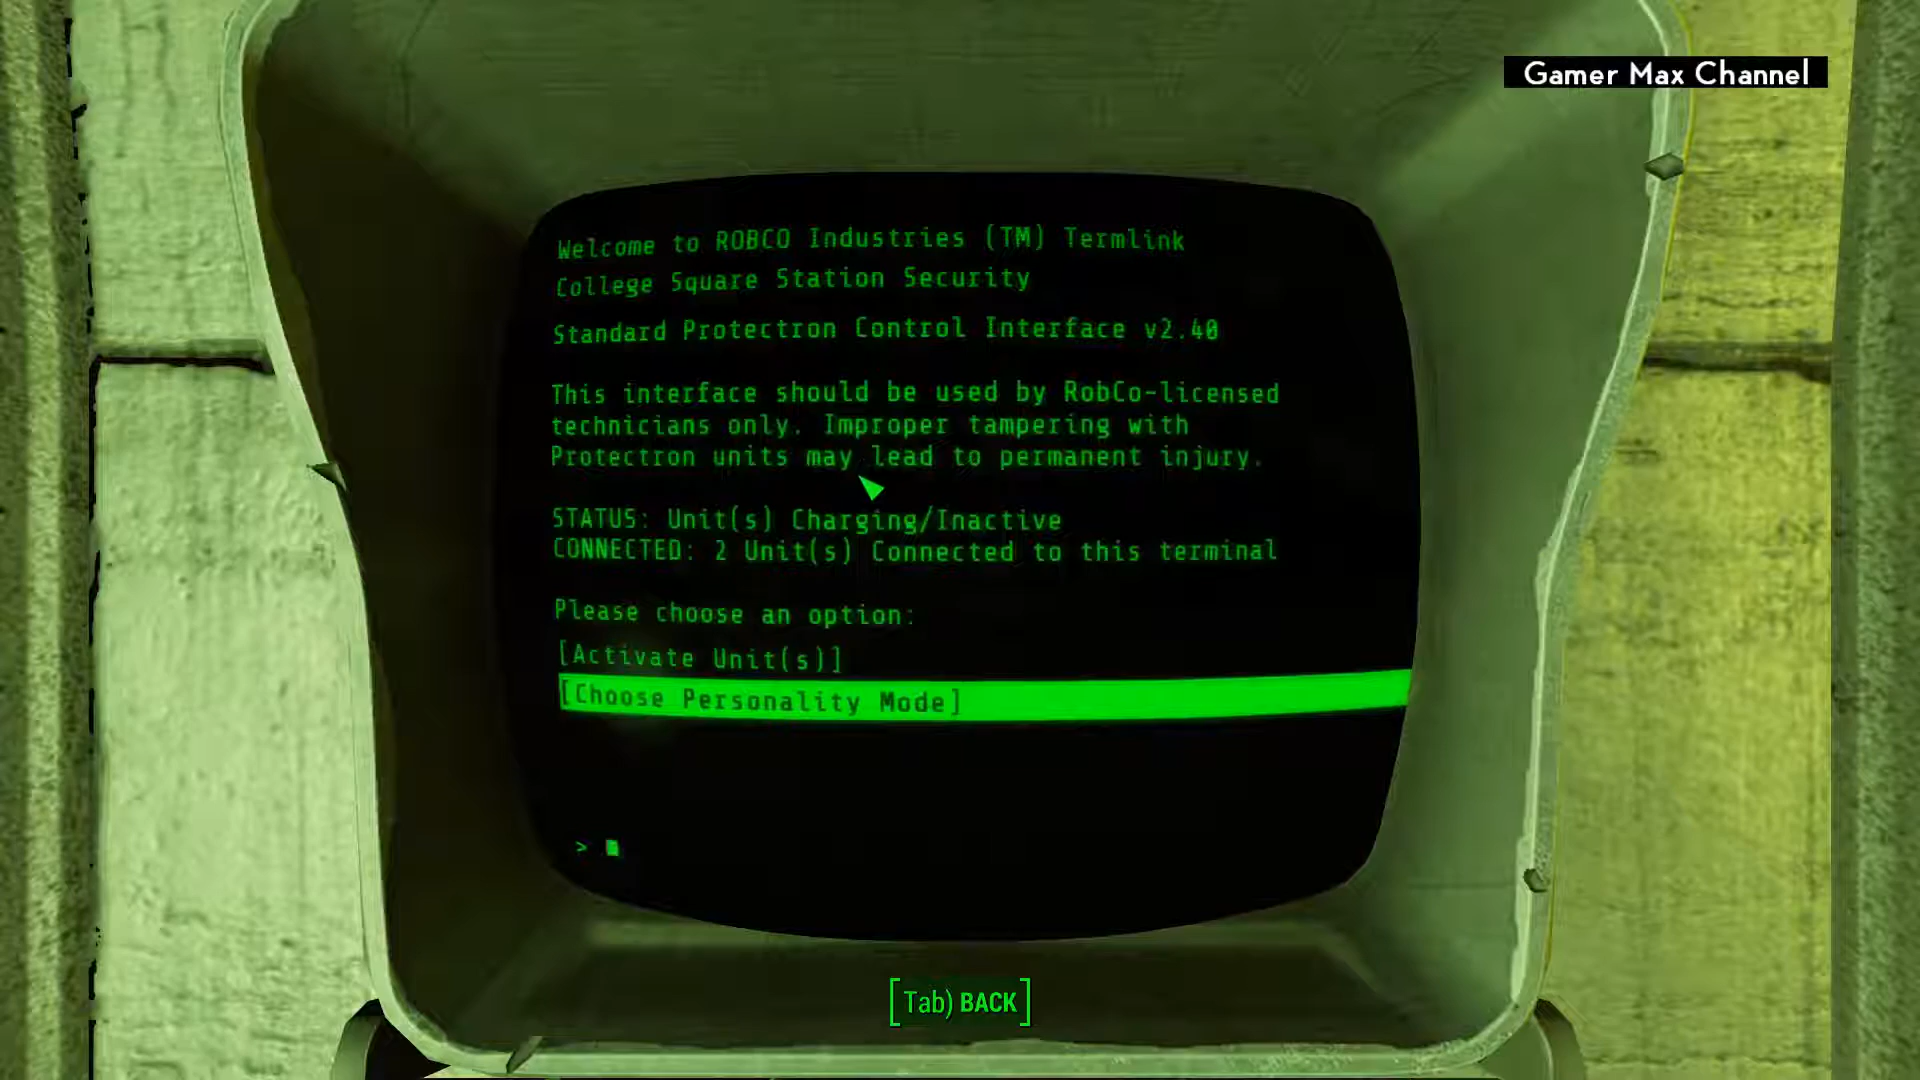 Gamer Max Channel
Welcome to ROBCO Industries (TM) Termlink
College Square Station Security
Standard Protectron Control Interface v2.40
This interface should be used by RobCo-licensed
technicians only. Improper tampering with
Protectron units may lead to permanent injury.
STATUS: Unit(s) Charging/Inactive
CONNECTED: 2 Unit(s) Connected to this terminal
Please choose an option:
[Activate Unit(s)]
[Choose Personality Mode]
>
[Tab) BACK]